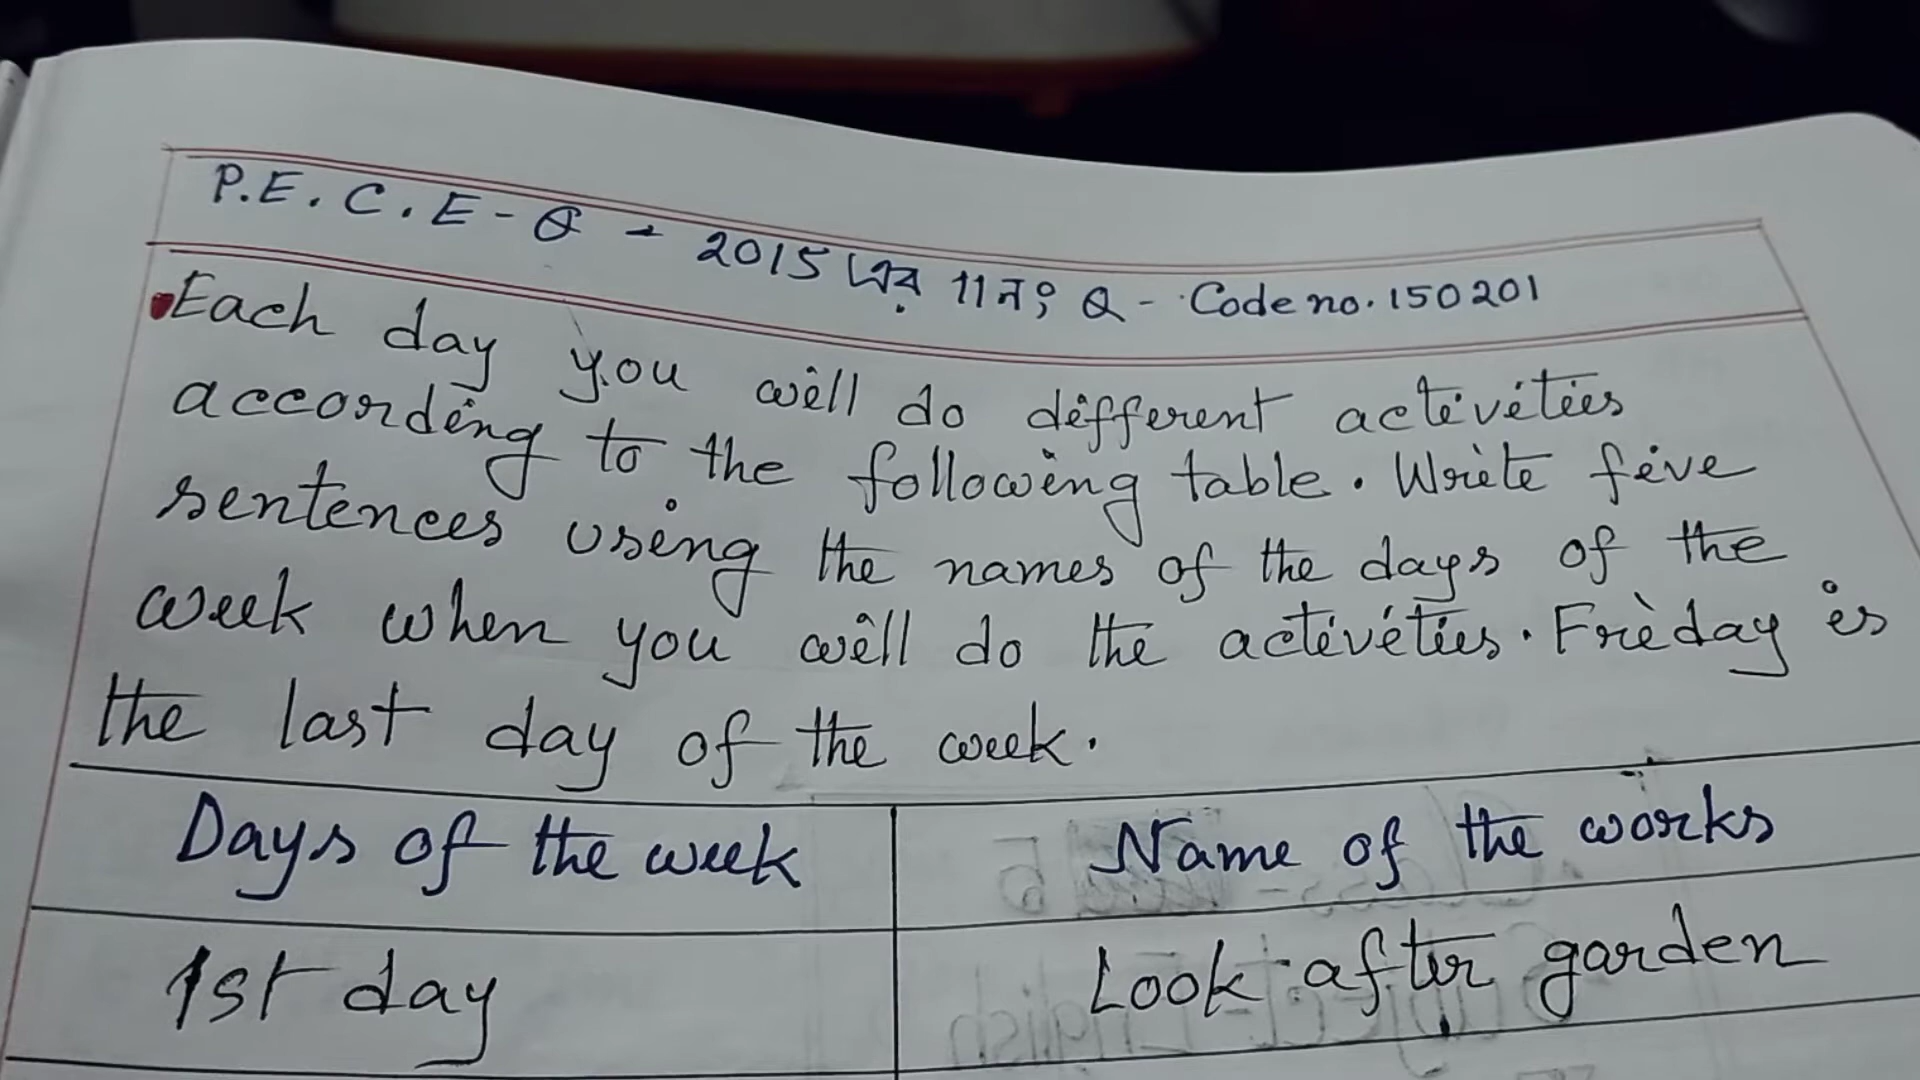 P.E.C.E-Q - 2015 এর 11নং Q - Code no. 150201
Each day you will do different activities
according to the following table. Write five
sentences using the names of the days of the
week when you will do the activities. Friday is
the last day of the week.
Days of the week Name of the works
1st day Look after garden